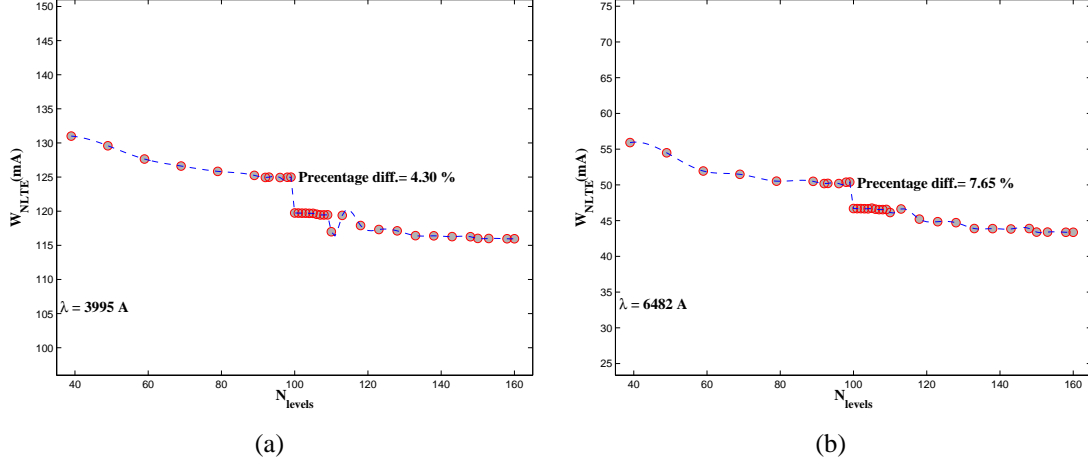 150
145
140
135
130
125
120
115
110
105
100
W_NLTE(mA)
Precentage diff.= 4.30 %
λ = 3995 A
40 60 80 100 120 140 160
N_levels
(a)
75
70
65
60
55
50
45
40
35
30
25
W_NLTE(mA)
Precentage diff.= 7.65 %
λ = 6482 A
40 60 80 100 120 140 160
N_levels
(b)